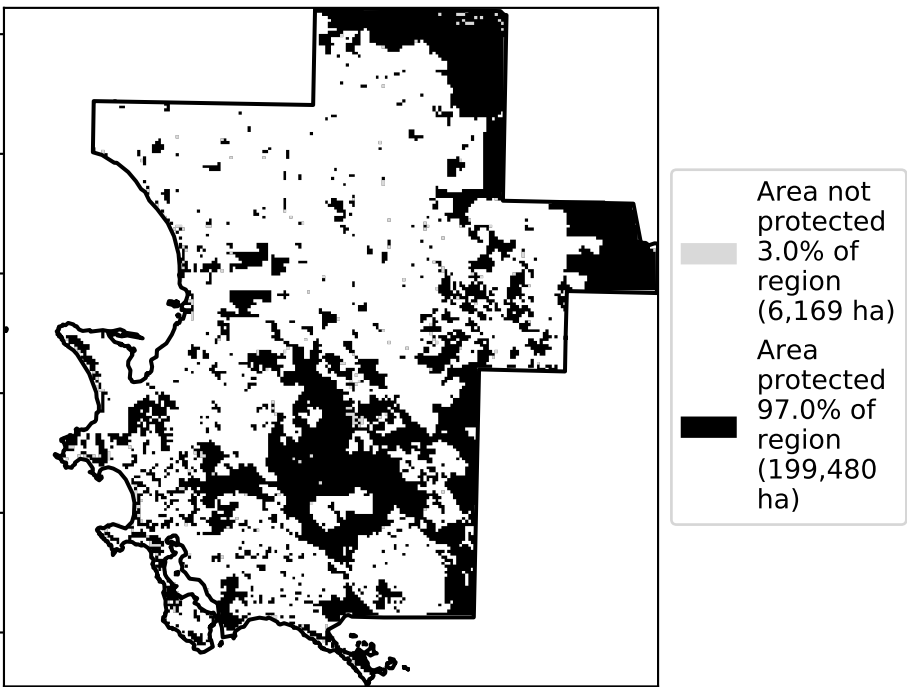 Area not
protected
3.0% of
region
(6,169 ha)
Area
protected
97.0% of
region
(199,480
ha)